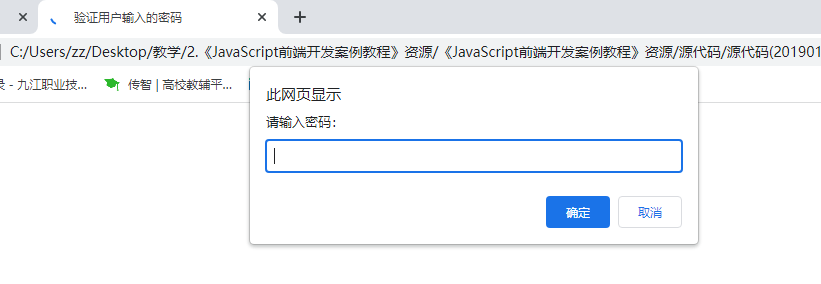 验证用户输入的密码
C:/Users/zz/Desktop/教学/2.《JavaScript前端开发案例教程》资源/《JavaScript前端开发案例教程》资源/源代码/源代码(201901
录 - 九江职业技... 传智 | 高校教辅平...
此网页显示
请输入密码：
确定 取消